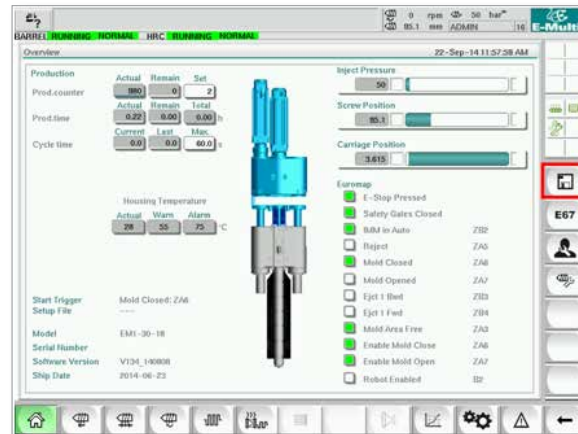 0 rpm 50 bar"
85.1 mm ADMIN 16 E-Multi
BARREL RUNNING NORMAL HRC RUNNING NORMAL
Overview 22-Sep-14 11:57:58 AM
Production Actual Remain Set
Prod.counter 980 0 2
Actual Remain Total
Prod.time 0.22 0.00 0.00 h
Current Last Max.
Cycle time 0.0 0.0 60.0 s
Housing Temperature
Actual Warn Alarm
28 55 75 °C
Start Trigger Mold Closed: ZA6
Setup File ---
Model EM1-30-18
Serial Number
Software Version V134_140808
Ship Date 2014-06-23
Inject Pressure
50
Screw Position
85.1
Carriage Position
3.615
Euromap
E-Stop Pressed
Safety Gates Closed
IMM in Auto ZB2
Reject ZA5
Mold Closed ZA6
Mold Opened ZA7
Ejct 1 Bwd ZB3
Ejct 1 Fwd ZB4
Mold Area Free ZA3
Enable Mold Close ZA6
Enable Mold Open ZA7
Robot Enabled B2
E67